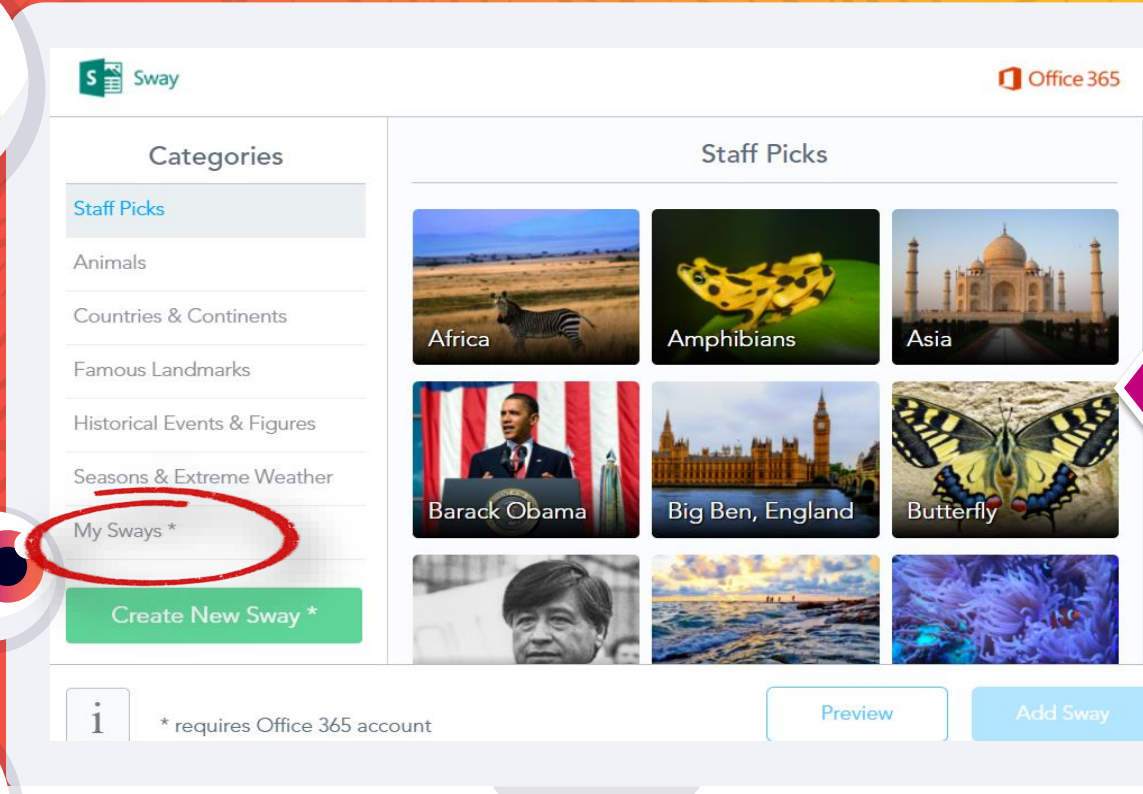 S Sway
Office 365
Categories
Staff Picks
Animals
Countries & Continents
Famous Landmarks
Historical Events & Figures
Seasons & Extreme Weather
My Sways *
Create New Sway *
Staff Picks
Africa
Amphibians
Asia
Barack Obama
Big Ben, England
Butterfly
i
* requires Office 365 account
Preview
Add Sway